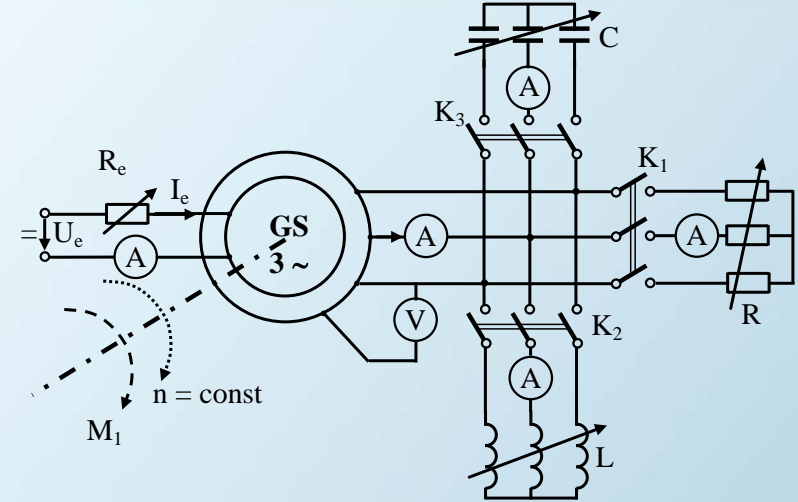 C
A
K3
Re
Ie
K1
GS
3 ~
= Ue
A
A
A
V
R
K2
n = const
A
M1
L